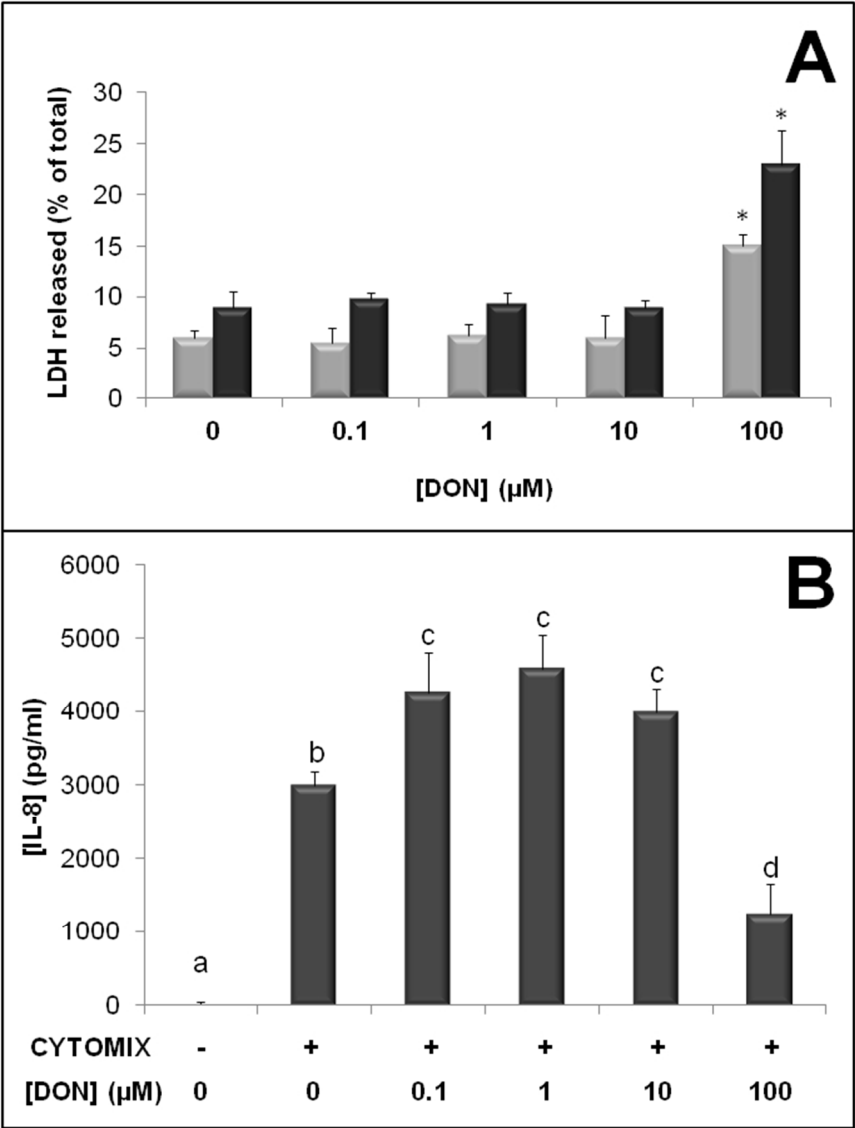 A
LDH released (% of total)
30
25
20
15
10
5
0
*
*
0 0.1 1 10 100
[DON] (µM)
B
[IL-8] (pg/ml)
6000
5000
4000
3000
2000
1000
0
a b c c c d
CYTOMIX - + + + + +
[DON] (µM) 0 0 0.1 1 10 100